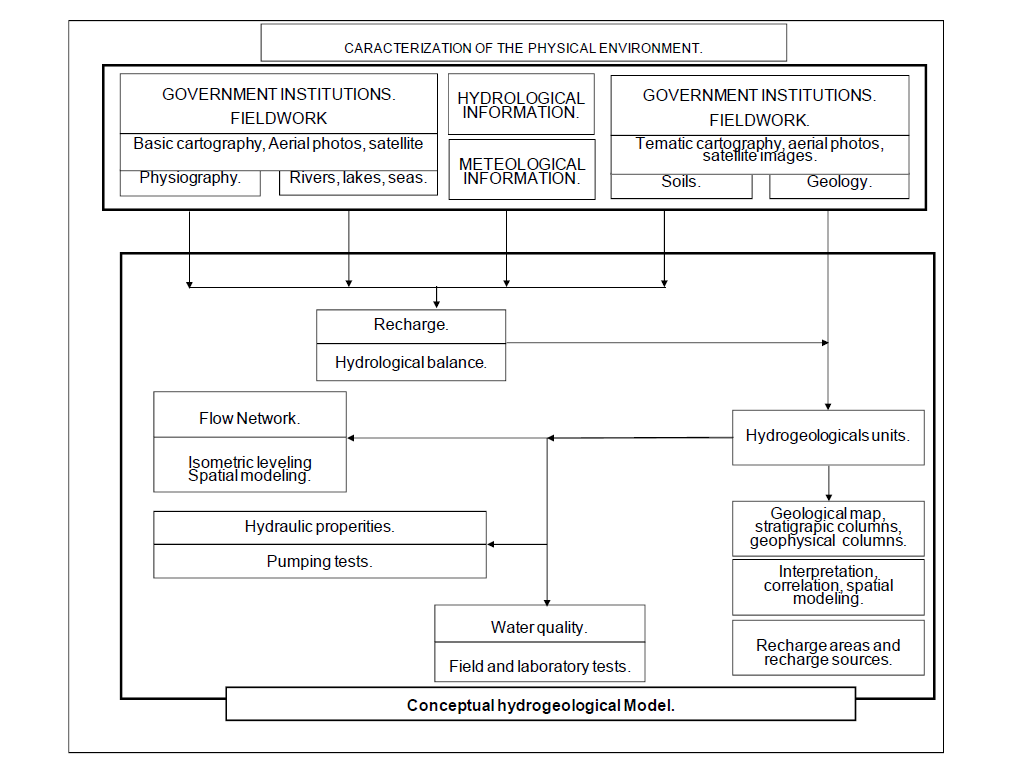 CARACTERIZATION OF THE PHYSICAL ENVIRONMENT.
GOVERNMENT INSTITUTIONS.
FIELDWORK
Basic cartography, Aerial photos, satellite
Physiography.
Rivers, lakes, seas.
HYDROLOGICAL
INFORMATION.
METEOLOGICAL
INFORMATION.
GOVERNMENT INSTITUTIONS.
FIELDWORK.
Tematic cartography, aerial photos,
satellite images.
Soils.
Geology.
Recharge.
Hydrological balance.
Flow Network.
Isometric leveling
Spatial modeling.
Hydrogeologicals units.
Hydraulic properities.
Pumping tests.
Geological map,
stratigrapic columns,
geophysical columns.
Interpretation,
correlation, spatial
modeling.
Water quality.
Field and laboratory tests.
Recharge areas and
recharge sources.
Conceptual hydrogeological Model.